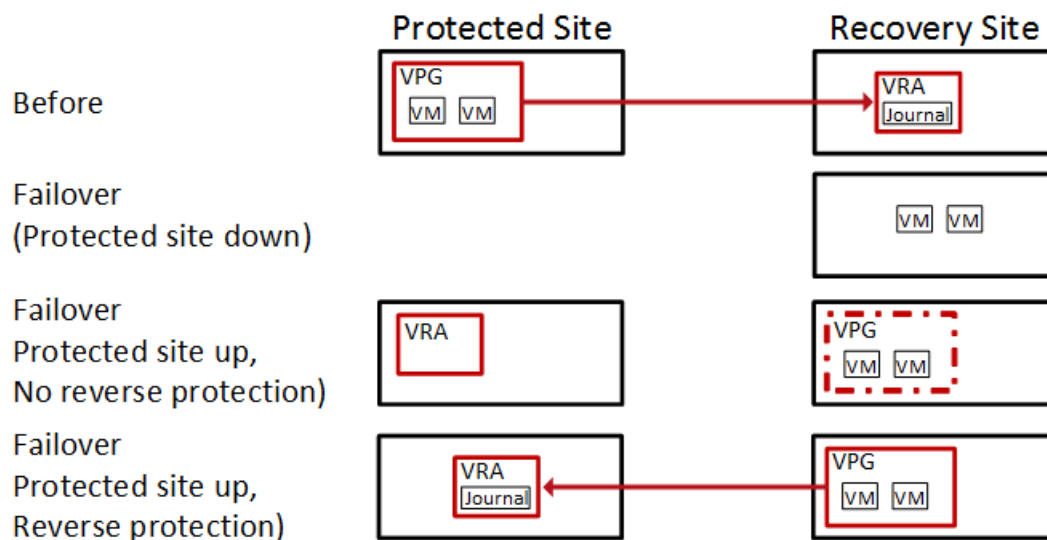 Protected Site Recovery Site
Before
VPG
VM VM
VRA
Journal
Failover
(Protected site down)
VM VM
Failover
Protected site up,
No reverse protection)
VRA
VPG
VM VM
Failover
Protected site up,
Reverse protection)
VRA
Journal
VPG
VM VM